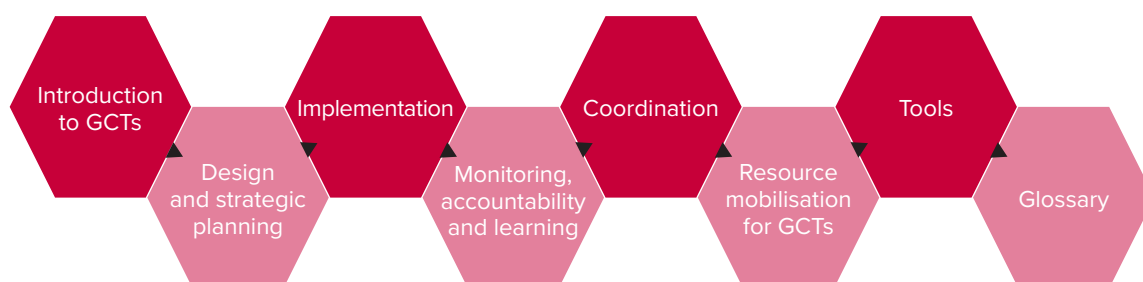 Introduction
to GCTs
Design
and strategic
planning
Implementation
Monitoring,
accountability
and learning
Coordination
Resource
mobilisation
for GCTs
Tools
Glossary